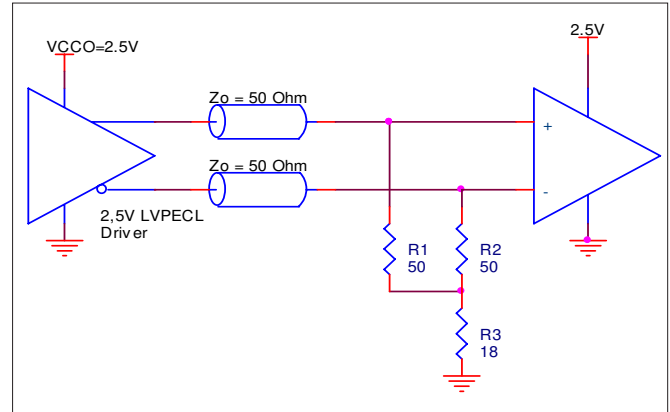 VCCO=2.5V
2.5V
Zo = 50 Ohm
+
Zo = 50 Ohm
-
2,5V LVPECL
Driver
R1
50
R2
50
R3
18